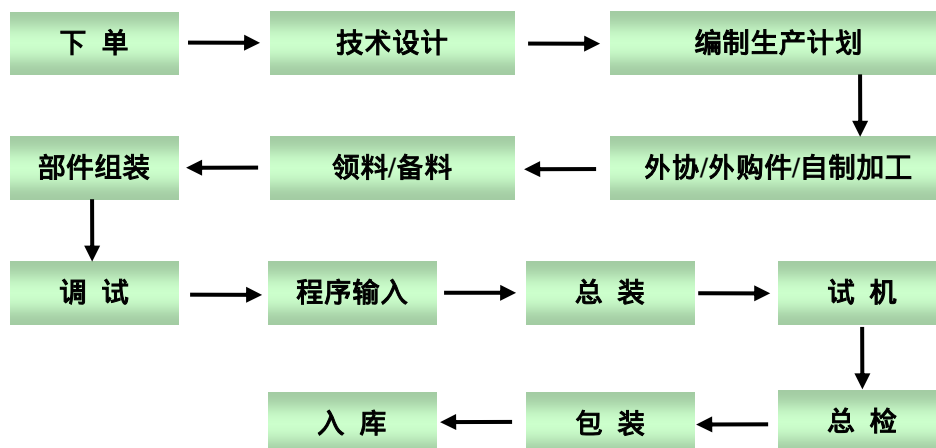 下 单
技术设计
编制生产计划
外协/外购件/自制加工
领料/备料
部件组装
调 试
程序输入
总 装
试 机
总 检
包 装
入 库